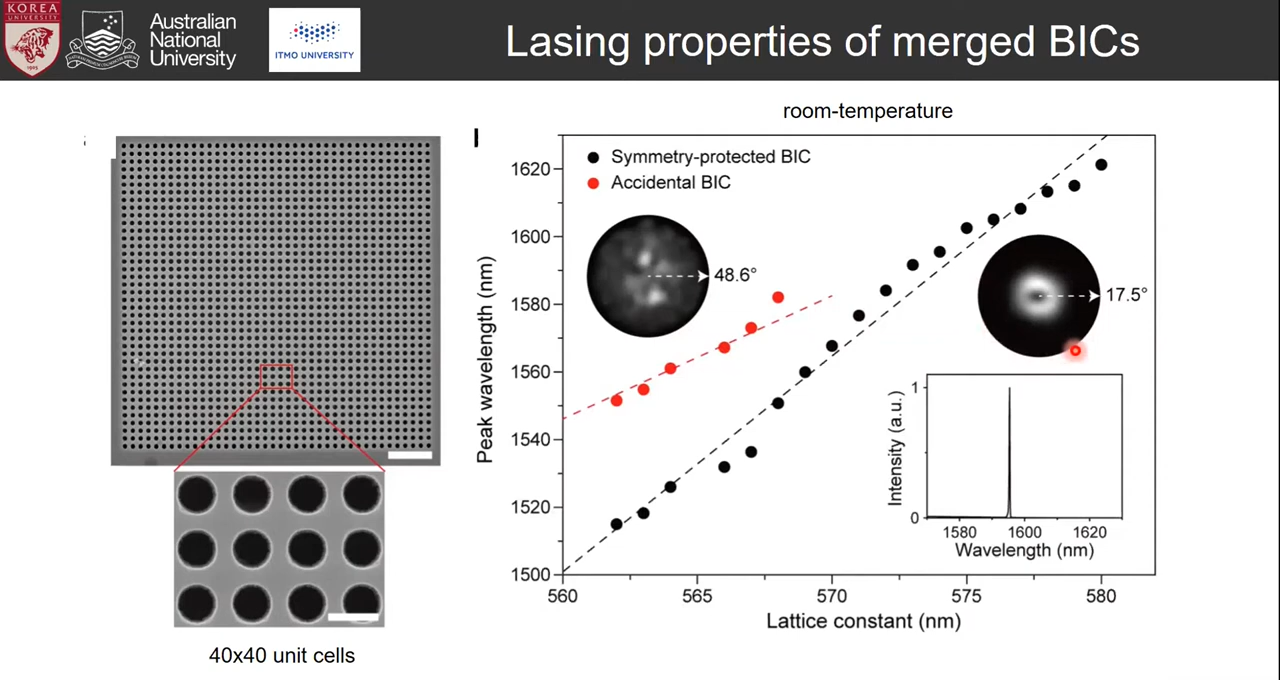 KOREA
UNIVERSITY
1905
Australian
National
University
ITMO UNIVERSITY
Lasing properties of merged BICs
room-temperature
Symmetry-protected BIC
Accidental BIC
48.6°
17.5°
Peak wavelength (nm)
1620
1600
1580
1560
1540
1520
1500
560
565
570
575
580
Lattice constant (nm)
Intensity (a.u.)
1
0
1580
1600
1620
Wavelength (nm)
40x40 unit cells